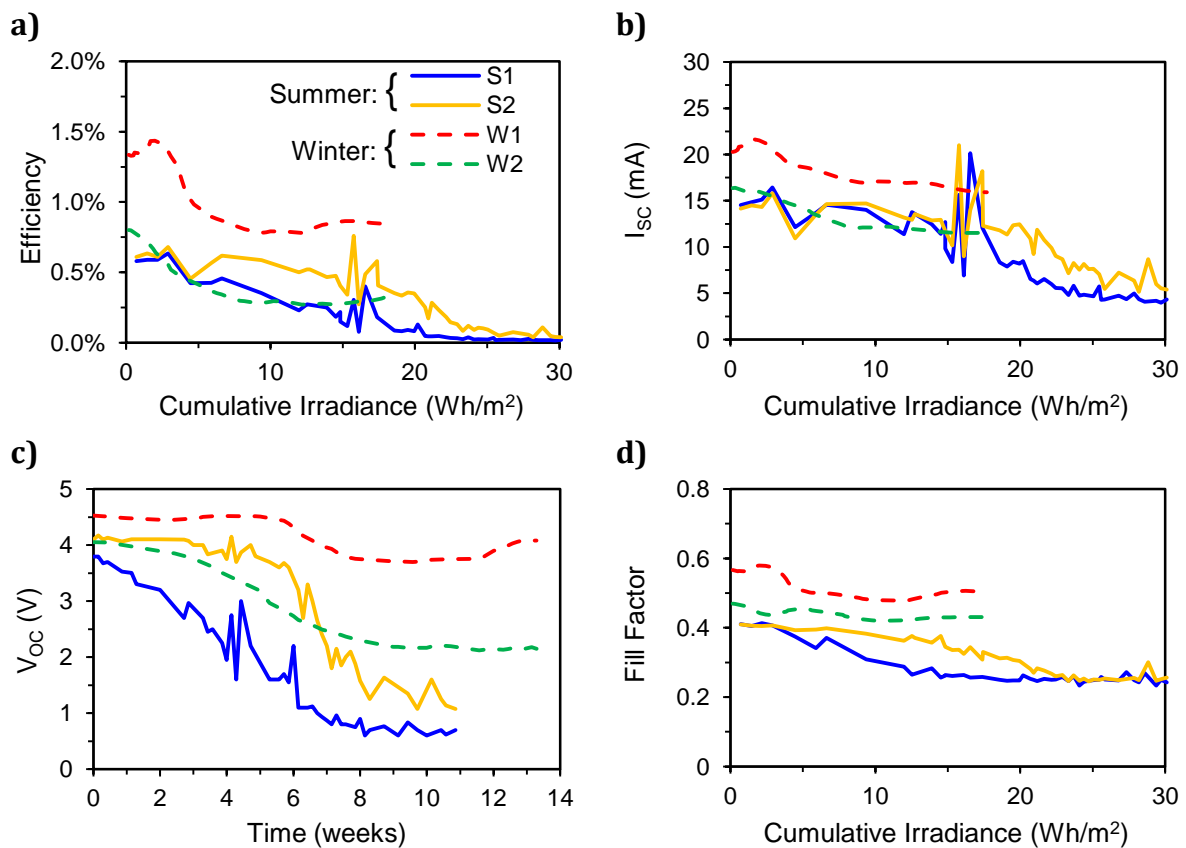 a)
2.0%
1.5%
1.0%
0.5%
0.0%
Efficiency
Summer: {
S1
S2
Winter: {
W1
W2
0 10 20 30
Cumulative Irradiance (Wh/m²)
b)
30
25
20
15
10
5
0
I_SC (mA)
0 10 20 30
Cumulative Irradiance (Wh/m²)
c)
5
4
3
2
1
0
V_OC (V)
0 2 4 6 8 10 12 14
Time (weeks)
d)
0.8
0.6
0.4
0.2
0.0
Fill Factor
0 10 20 30
Cumulative Irradiance (Wh/m²)